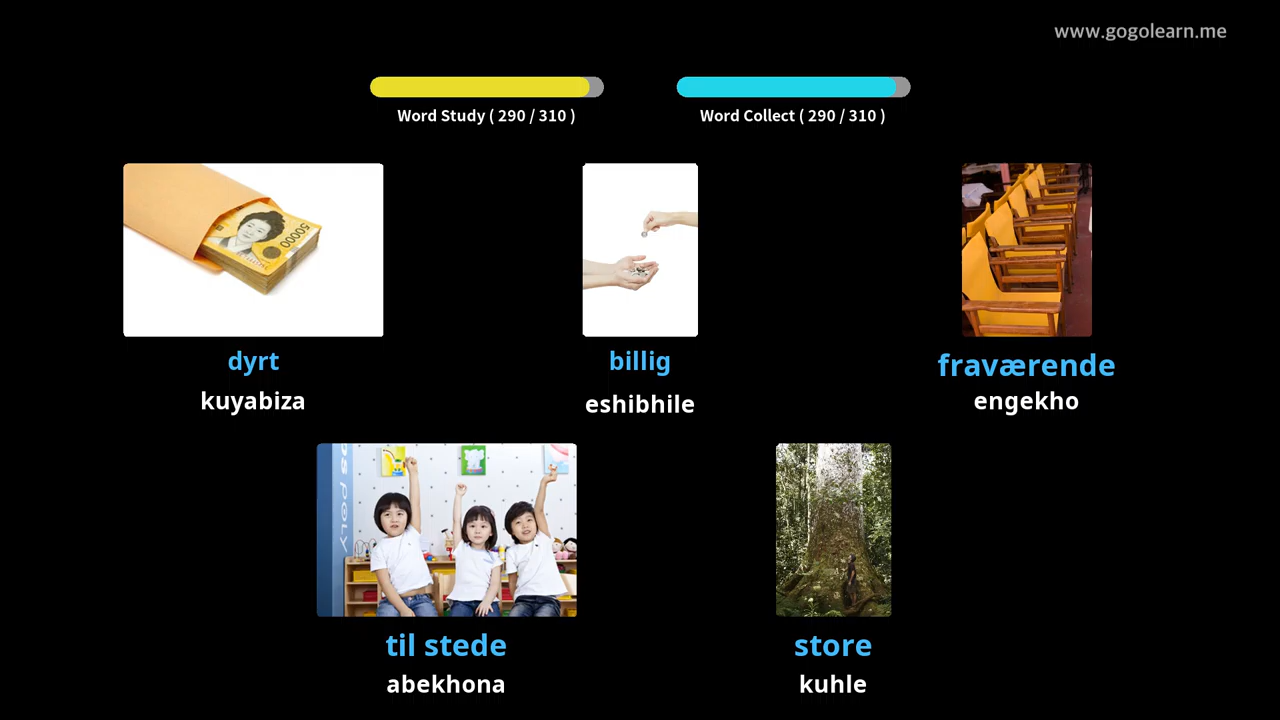 www.gogolearn.me
Word Study ( 290 / 310 )
Word Collect ( 290 / 310 )
50000
dyrt
billig
fraværende
kuyabiza
eshibhile
engekho
til stede
store
abekhona
kuhle